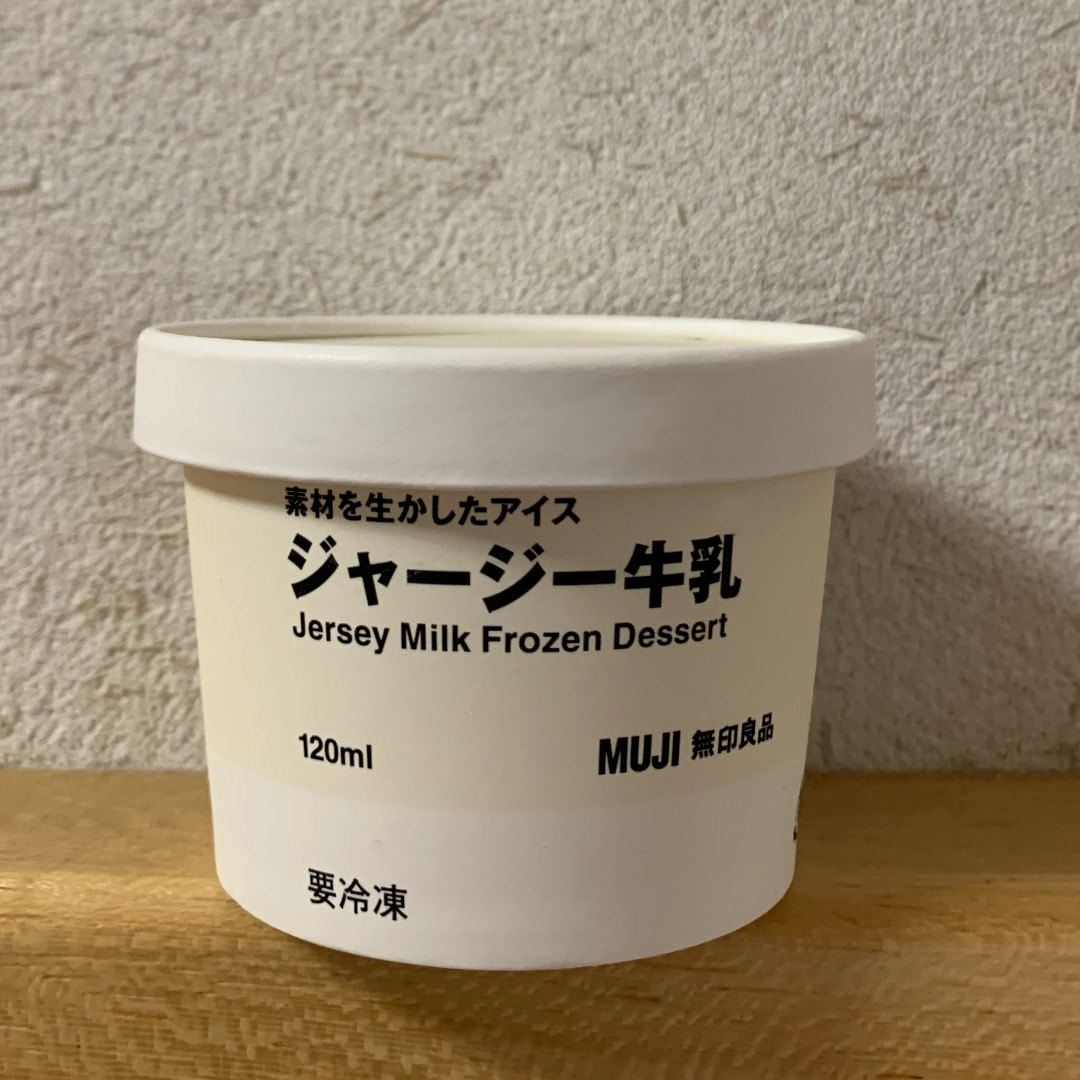 素材を生かしたアイス
ジャージー牛乳
Jersey Milk Frozen Dessert
120ml
MUJI 無印良品
要冷凍